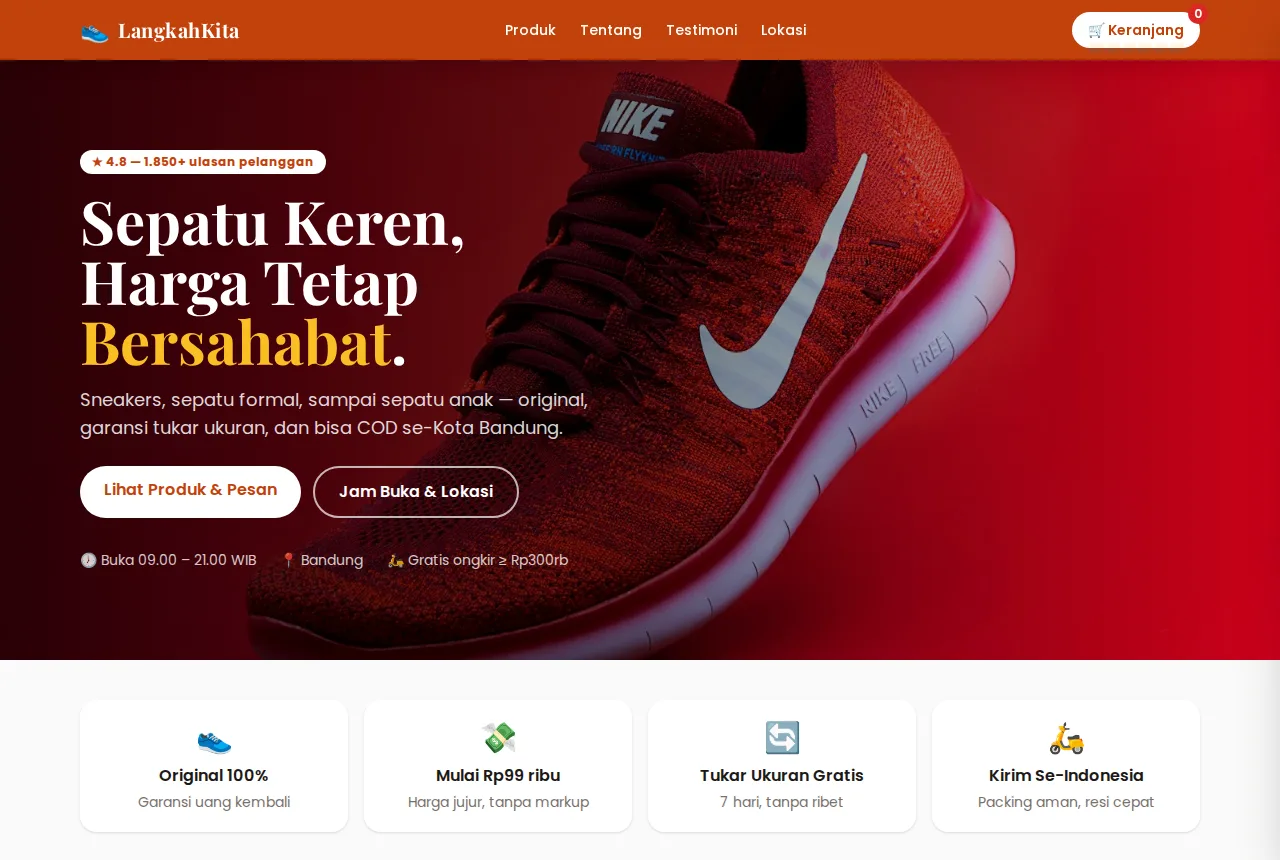 LangkahKita
Produk Tentang Testimoni Lokasi
Keranjang
0
★ 4.8 — 1.850+ ulasan pelanggan
NIKE
Sepatu Keren,
Harga Tetap
Bersahabat.
Sneakers, sepatu formal, sampai sepatu anak — original,
garansi tukar ukuran, dan bisa COD se-Kota Bandung.
NIKE FREE
Lihat Produk & Pesan
Jam Buka & Lokasi
Buka 09.00 – 21.00 WIB
Bandung
Gratis ongkir ≥ Rp300rb
Original 100%
Garansi uang kembali
Mulai Rp99 ribu
Harga jujur, tanpa markup
Tukar Ukuran Gratis
7 hari, tanpa ribet
Kirim Se-Indonesia
Packing aman, resi cepat